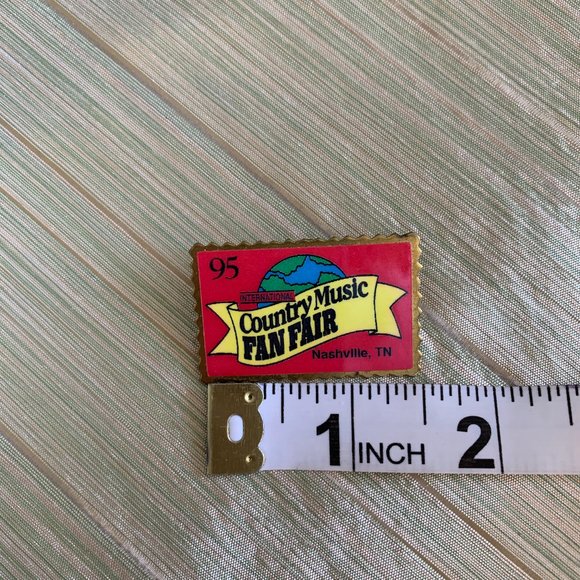 95
INTERNATIONAL
Country Music
FAN FAIR
Nashville, TN
1 INCH 2